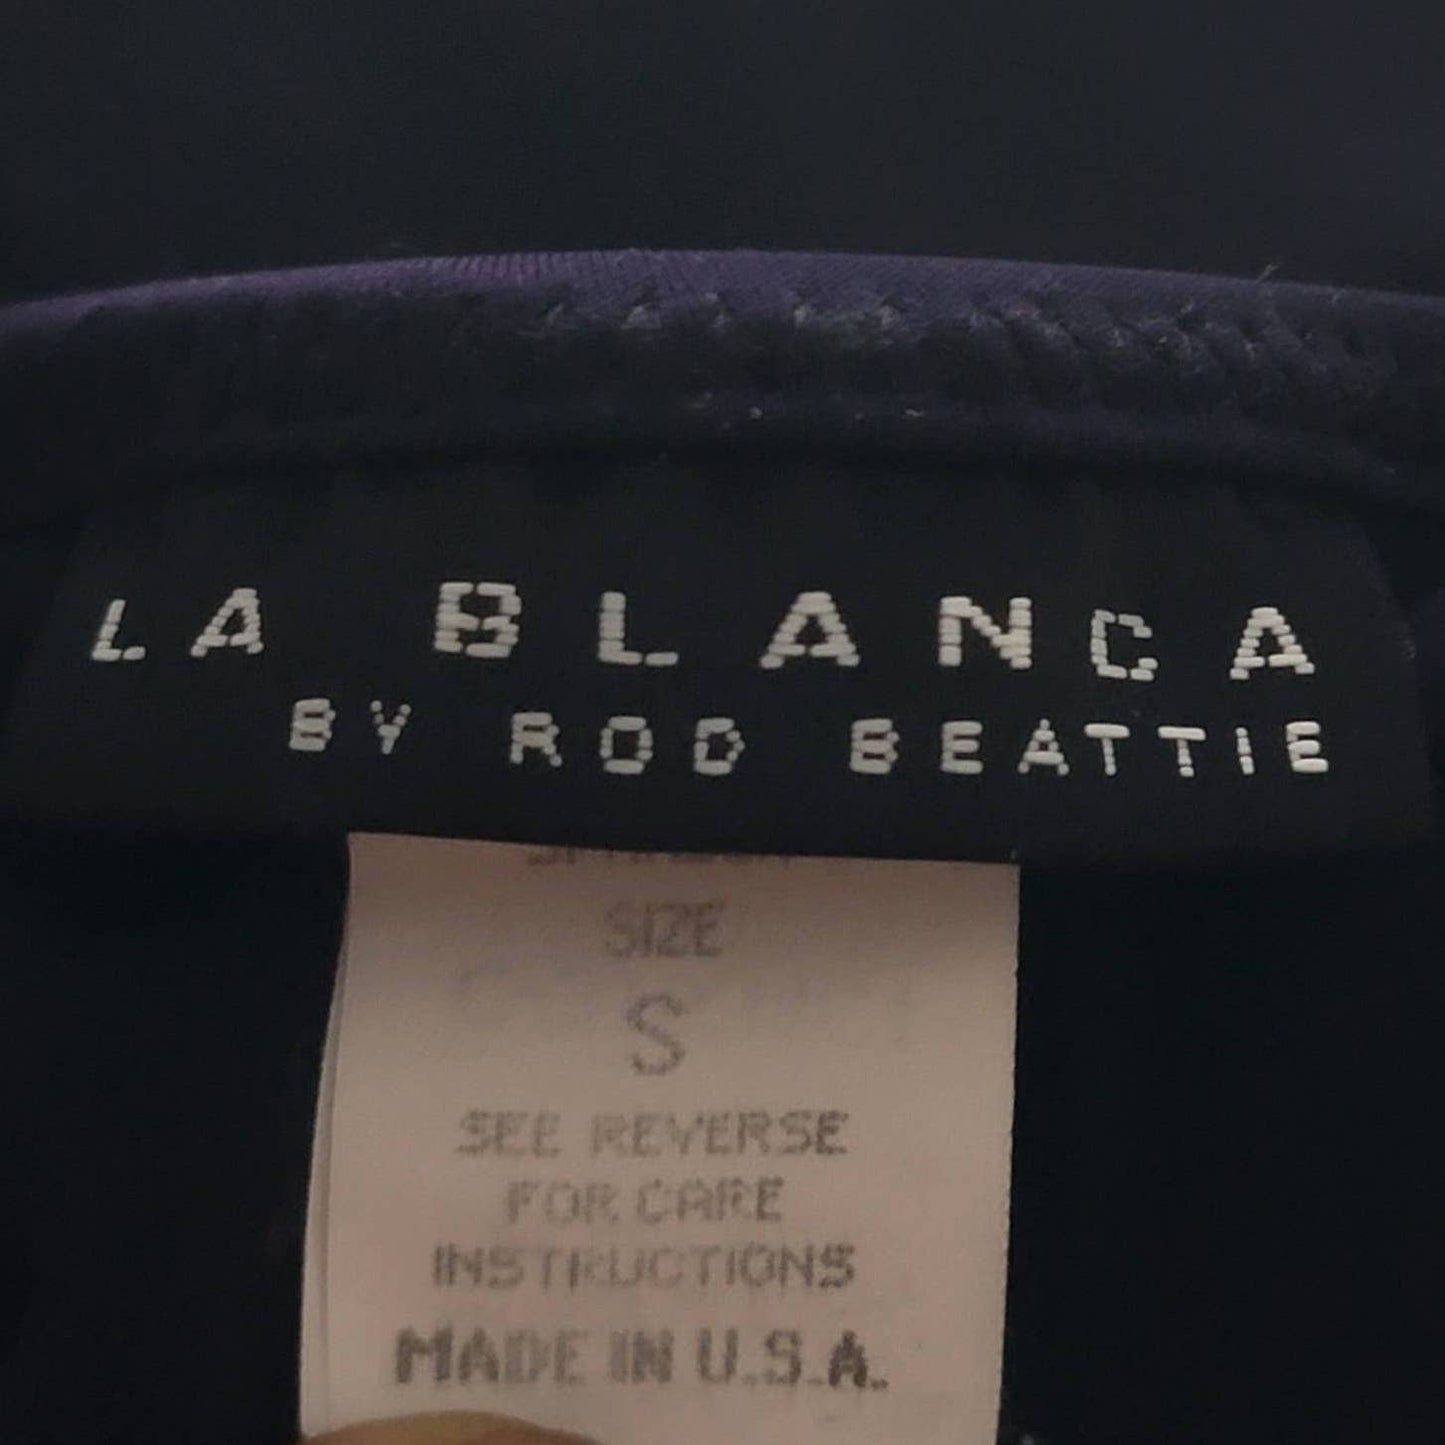 LA BLANCA
BY ROD BEATTIE
SIZE
S
SEE REVERSE
FOR CARE
INSTRUCTIONS
MADE IN U.S.A.